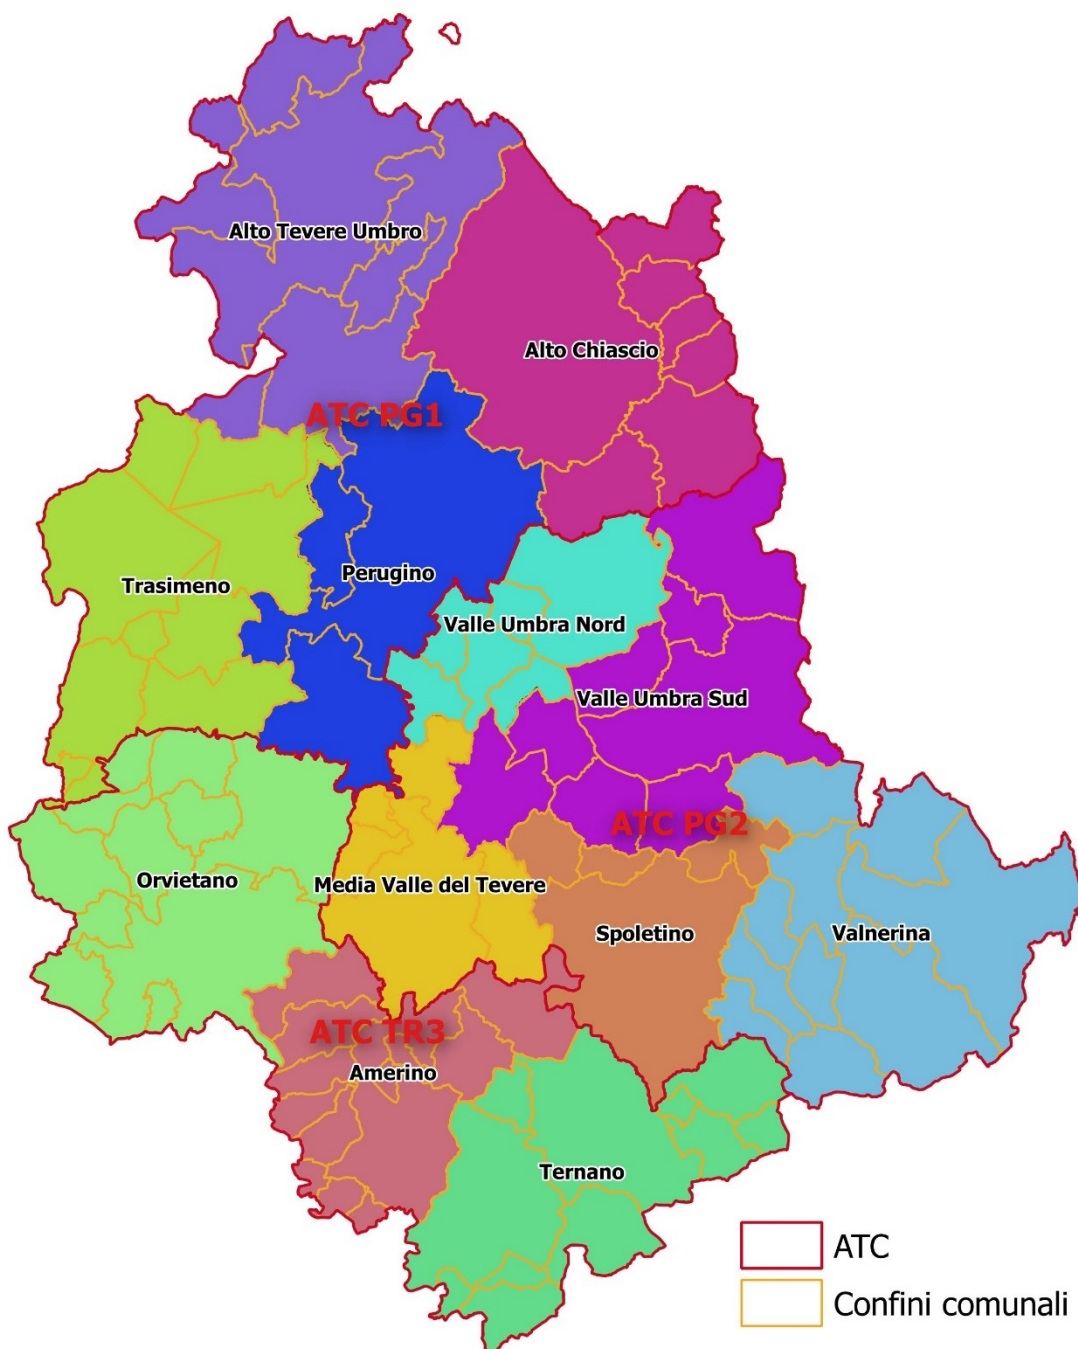 Alto Tevere Umbro
Alto Chiascio
ATC PG1
Perugino
Trasimeno
Valle Umbra Nord
Valle Umbra Sud
ATC PG2
Orvietano
Media Valle del Tevere
Spoletino
Valnerina
ATC TR3
Amerino
Ternano
ATC
Confini comunali